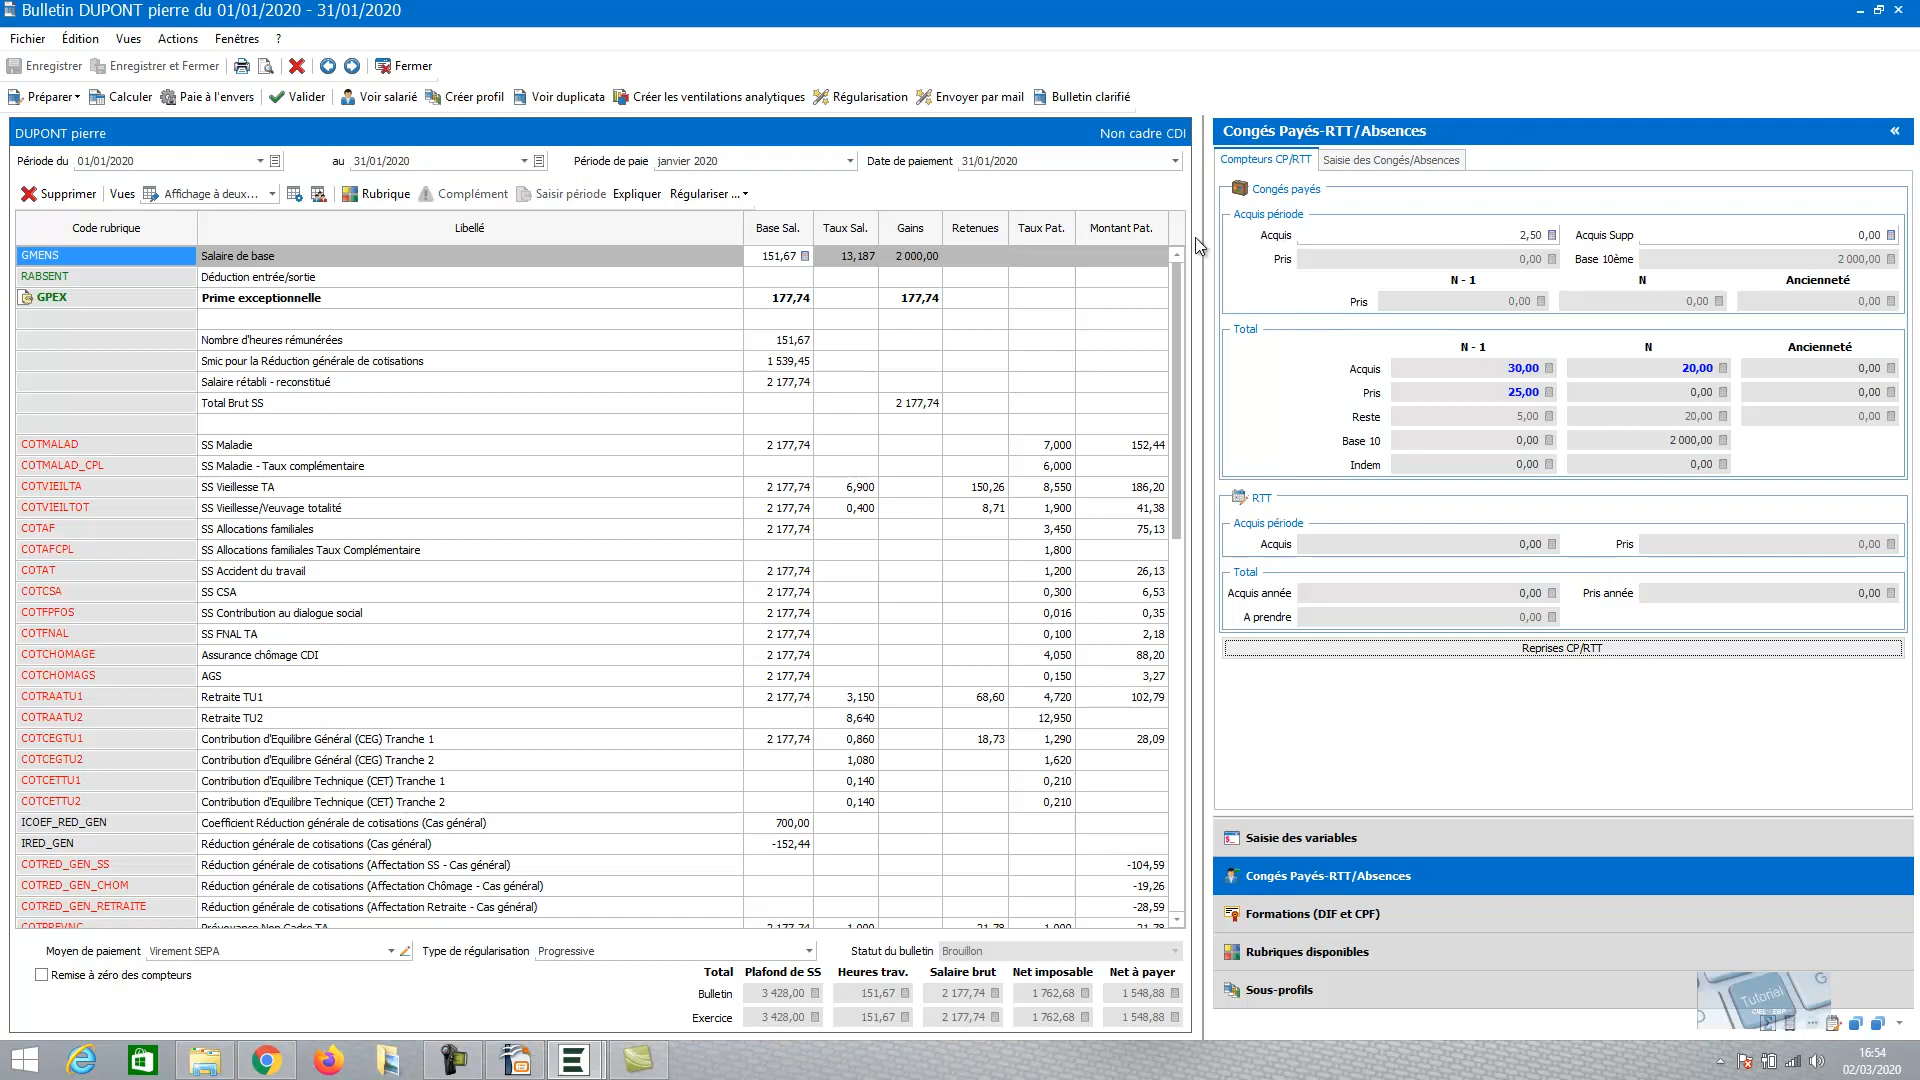 Bulletin DUPONT pierre du 01/01/2020 - 31/01/2020
Fichier Édition Vues Actions Fenêtres ?
Enregistrer Enregistrer et Fermer Fermer
Préparer Calculer Paie à l'envers Valider Voir salarié Créer profil Voir duplicata Créer les ventilations analytiques Régularisation Envoyer par mail Bulletin clarifié
DUPONT pierre Non cadre CDI
Période du 01/01/2020 au 31/01/2020 Période de paie janvier 2020 Date de paiement 31/01/2020
Supprimer Vues Affichage à deux... Rubrique Complément Saisir période Expliquer Régulariser ...
Code rubrique Libellé Base Sal. Taux Sal. Gains Retenues Taux Pat. Montant Pat.
GMENS Salaire de base 151,67 13,187 2 000,00
RABSENT Déduction entrée/sortie
GPEX Prime exceptionnelle 177,74 177,74
Nombre d'heures rémunérées 151,67
Smic pour la Réduction générale de cotisations 1 539,45
Salaire rétabli - reconstitué 2 177,74
Total Brut SS 2 177,74
COTMALAD SS Maladie 2 177,74 7,000 152,44
COTMALAD_CPL SS Maladie - Taux complémentaire 6,000
COTVIEILTA SS Vieillesse TA 2 177,74 6,900 150,26 8,550 186,20
COTVIEILTOT SS Vieillesse/Veuvage totalité 2 177,74 0,400 8,71 1,900 41,38
COTAF SS Allocations familiales 2 177,74 3,450 75,13
COTAFCPL SS Allocations familiales Taux Complémentaire 1,800
COTAT SS Accident du travail 2 177,74 1,200 26,13
COTCSA SS CSA 2 177,74 0,300 6,53
COTFPFOS SS Contribution au dialogue social 2 177,74 0,016 0,35
COTFNAL SS FNAL TA 2 177,74 0,100 2,18
COTCHOMAGE Assurance chômage CDI 2 177,74 4,050 88,20
COTCHOMAGS AGS 2 177,74 0,150 3,27
COTRAATU1 Retraite TU1 2 177,74 3,150 68,60 4,720 102,79
COTRAATU2 Retraite TU2 8,640 12,950
COTCEGTU1 Contribution d'Equilibre Général (CEG) Tranche 1 2 177,74 0,860 18,73 1,290 28,09
COTCEGTU2 Contribution d'Equilibre Général (CEG) Tranche 2 1,080 1,620
COTCETTU1 Contribution d'Equilibre Technique (CET) Tranche 1 0,140 0,210
COTCETTU2 Contribution d'Equilibre Technique (CET) Tranche 2 0,140 0,210
ICOEF_RED_GEN Coefficient Réduction générale de cotisations (Cas général) 700,00
IRED_GEN Réduction générale de cotisations (Cas général) -152,44
COTRED_GEN_SS Réduction générale de cotisations (Affectation SS - Cas général) -104,59
COTRED_GEN_CHOM Réduction générale de cotisations (Affectation Chômage - Cas général) -19,26
COTRED_GEN_RETRAITE Réduction générale de cotisations (Affectation Retraite - Cas général) -28,59
COTPREVNC Prévoyance Non Cadre TA 2 177,74 1,000 21,78 1,000 21,78
Moyen de paiement Virement SEPA Type de régularisation Progressive Statut du bulletin Brouillon
Remise à zéro des compteurs
Total Plafond de SS Heures trav. Salaire brut Net imposable Net à payer
Bulletin 3 428,00 151,67 2 177,74 1 762,68 1 548,88
Exercice 3 428,00 151,67 2 177,74 1 762,68 1 548,88
Congés Payés-RTT/Absences «
Compteurs CP/RTT Saisie des Congés/Absences
Congés payés
Acquis période
Acquis 2,50 Acquis Supp 0,00
Pris 0,00 Base 10ème 2 000,00
N - 1 N Ancienneté
Pris 0,00 0,00 0,00
Total
N - 1 N Ancienneté
Acquis 30,00 20,00 0,00
Pris 25,00 0,00 0,00
Reste 5,00 20,00 0,00
Base 10 0,00 2 000,00
Indem 0,00 0,00
RTT
Acquis période
Acquis 0,00 Pris 0,00
Total
Acquis année 0,00 Pris année 0,00
A prendre 0,00
Reprises CP/RTT
Saisie des variables
Congés Payés-RTT/Absences
Formations (DIF et CPF)
Rubriques disponibles
Sous-profils
Tutoriel
CIEL EBP
16:54
02/03/2020